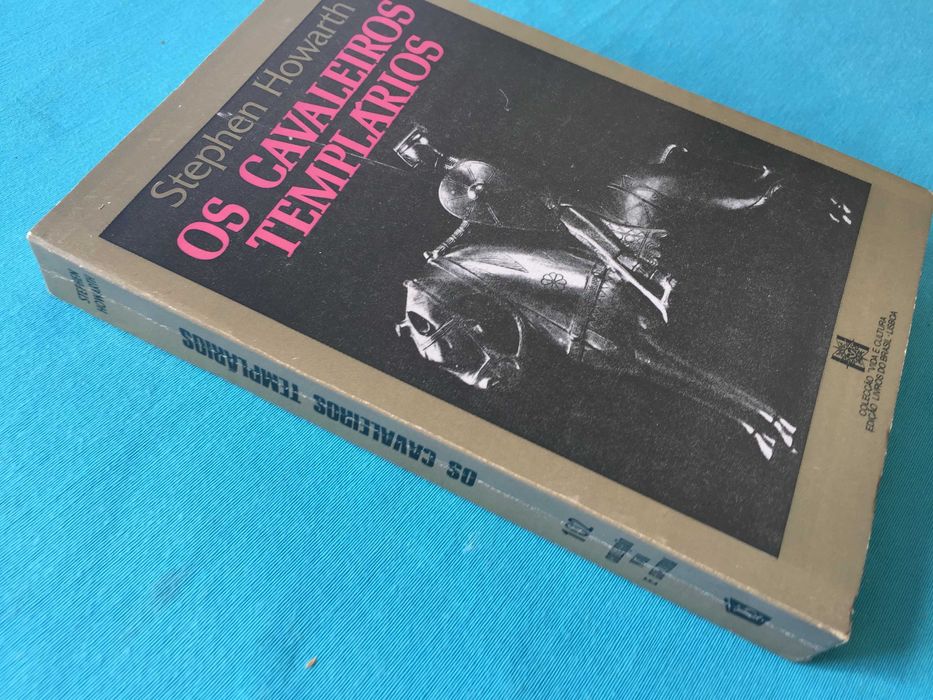 Stephen Howarth
OS CAVALEIROS
TEMPLÁRIOS
COLECÇÃO "VIDA E CULTURA
EDIÇÃO LIVROS DO BRASIL · LISBOA
STEPHEN
HOWARTH
OS CAVALEIROS TEMPLÁRIOS